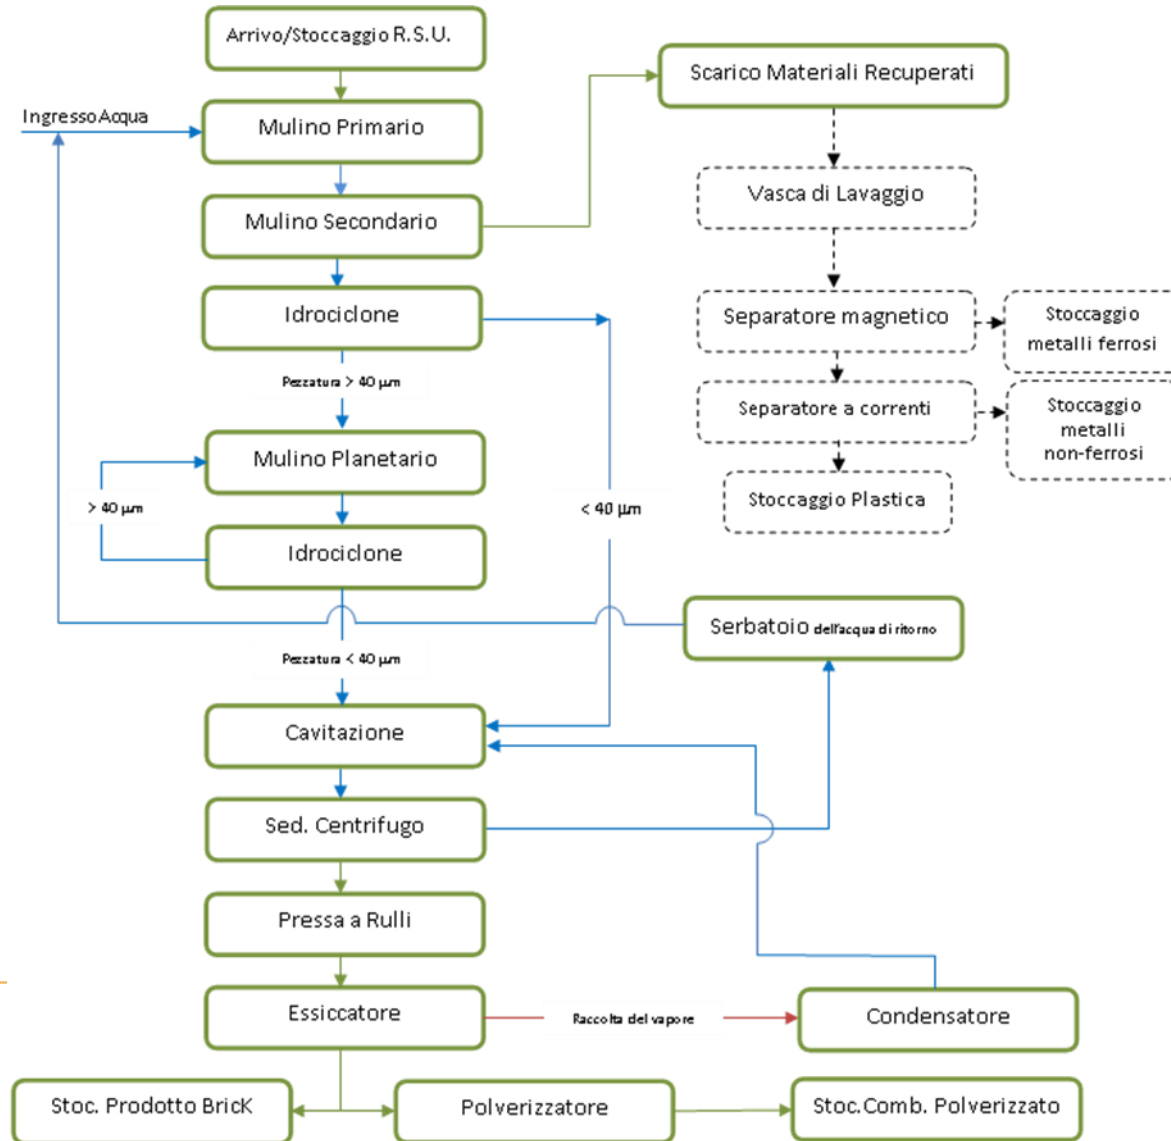 Arrivo/Stoccaggio R.S.U.
Scarico Materiali Recuperati
Ingresso Acqua
Mulino Primario
Vasca di Lavaggio
Mulino Secondario
Idrociclone
Separatore magnetico
Stoccaggio
metalli ferrosi
Pezzatura > 40 µm
Separatore a correnti
Stoccaggio
metalli
non-ferrosi
Mulino Planetario
Stoccaggio Plastica
> 40 µm
< 40 µm
Idrociclone
Serbatoio dell'acqua di ritorno
Pezzatura < 40 µm
Cavitazione
Sed. Centrifugo
Pressa a Rulli
Essiccatore
Raccolta del vapore
Condensatore
Stoc. Prodotto BricK
Polverizzatore
Stoc.Comb. Polverizzato